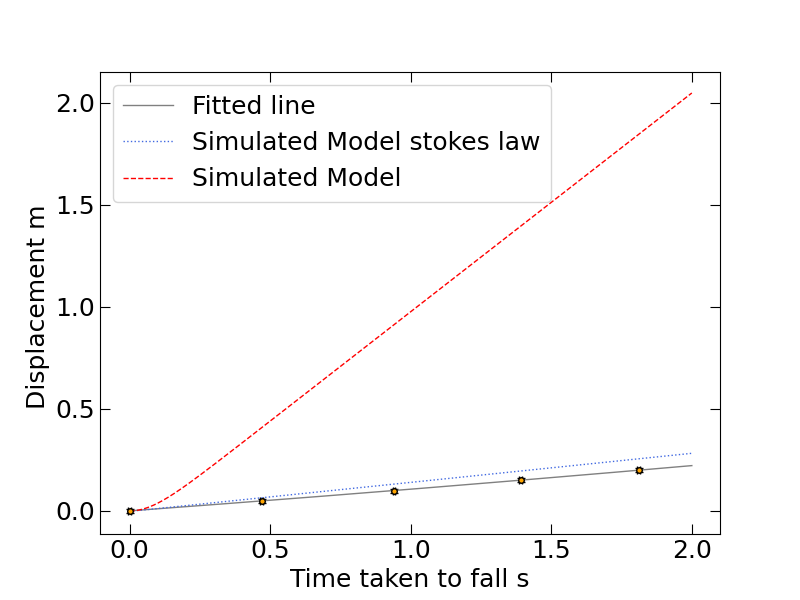 Fitted line
Simulated Model stokes law
Simulated Model
2.0
1.5
1.0
0.5
0.0
Displacement m
0.0 0.5 1.0 1.5 2.0
Time taken to fall s